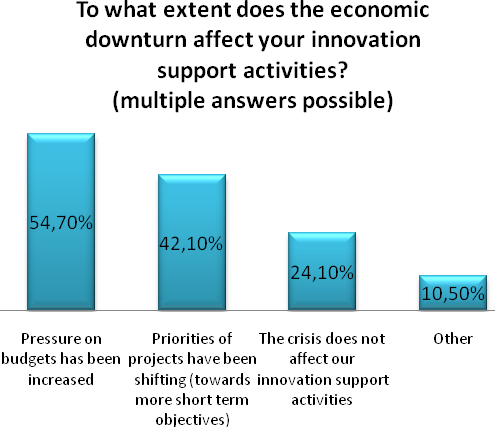 To what extent does the economic
downturn affect your innovation
support activities?
(multiple answers possible)
54,70%
42,10%
24,10%
10,50%
Pressure on
budgets has been
increased
Priorities of
projects have been
shifting (towards
more short term
objectives)
The crisis does not
affect our
innovation support
activities
Other